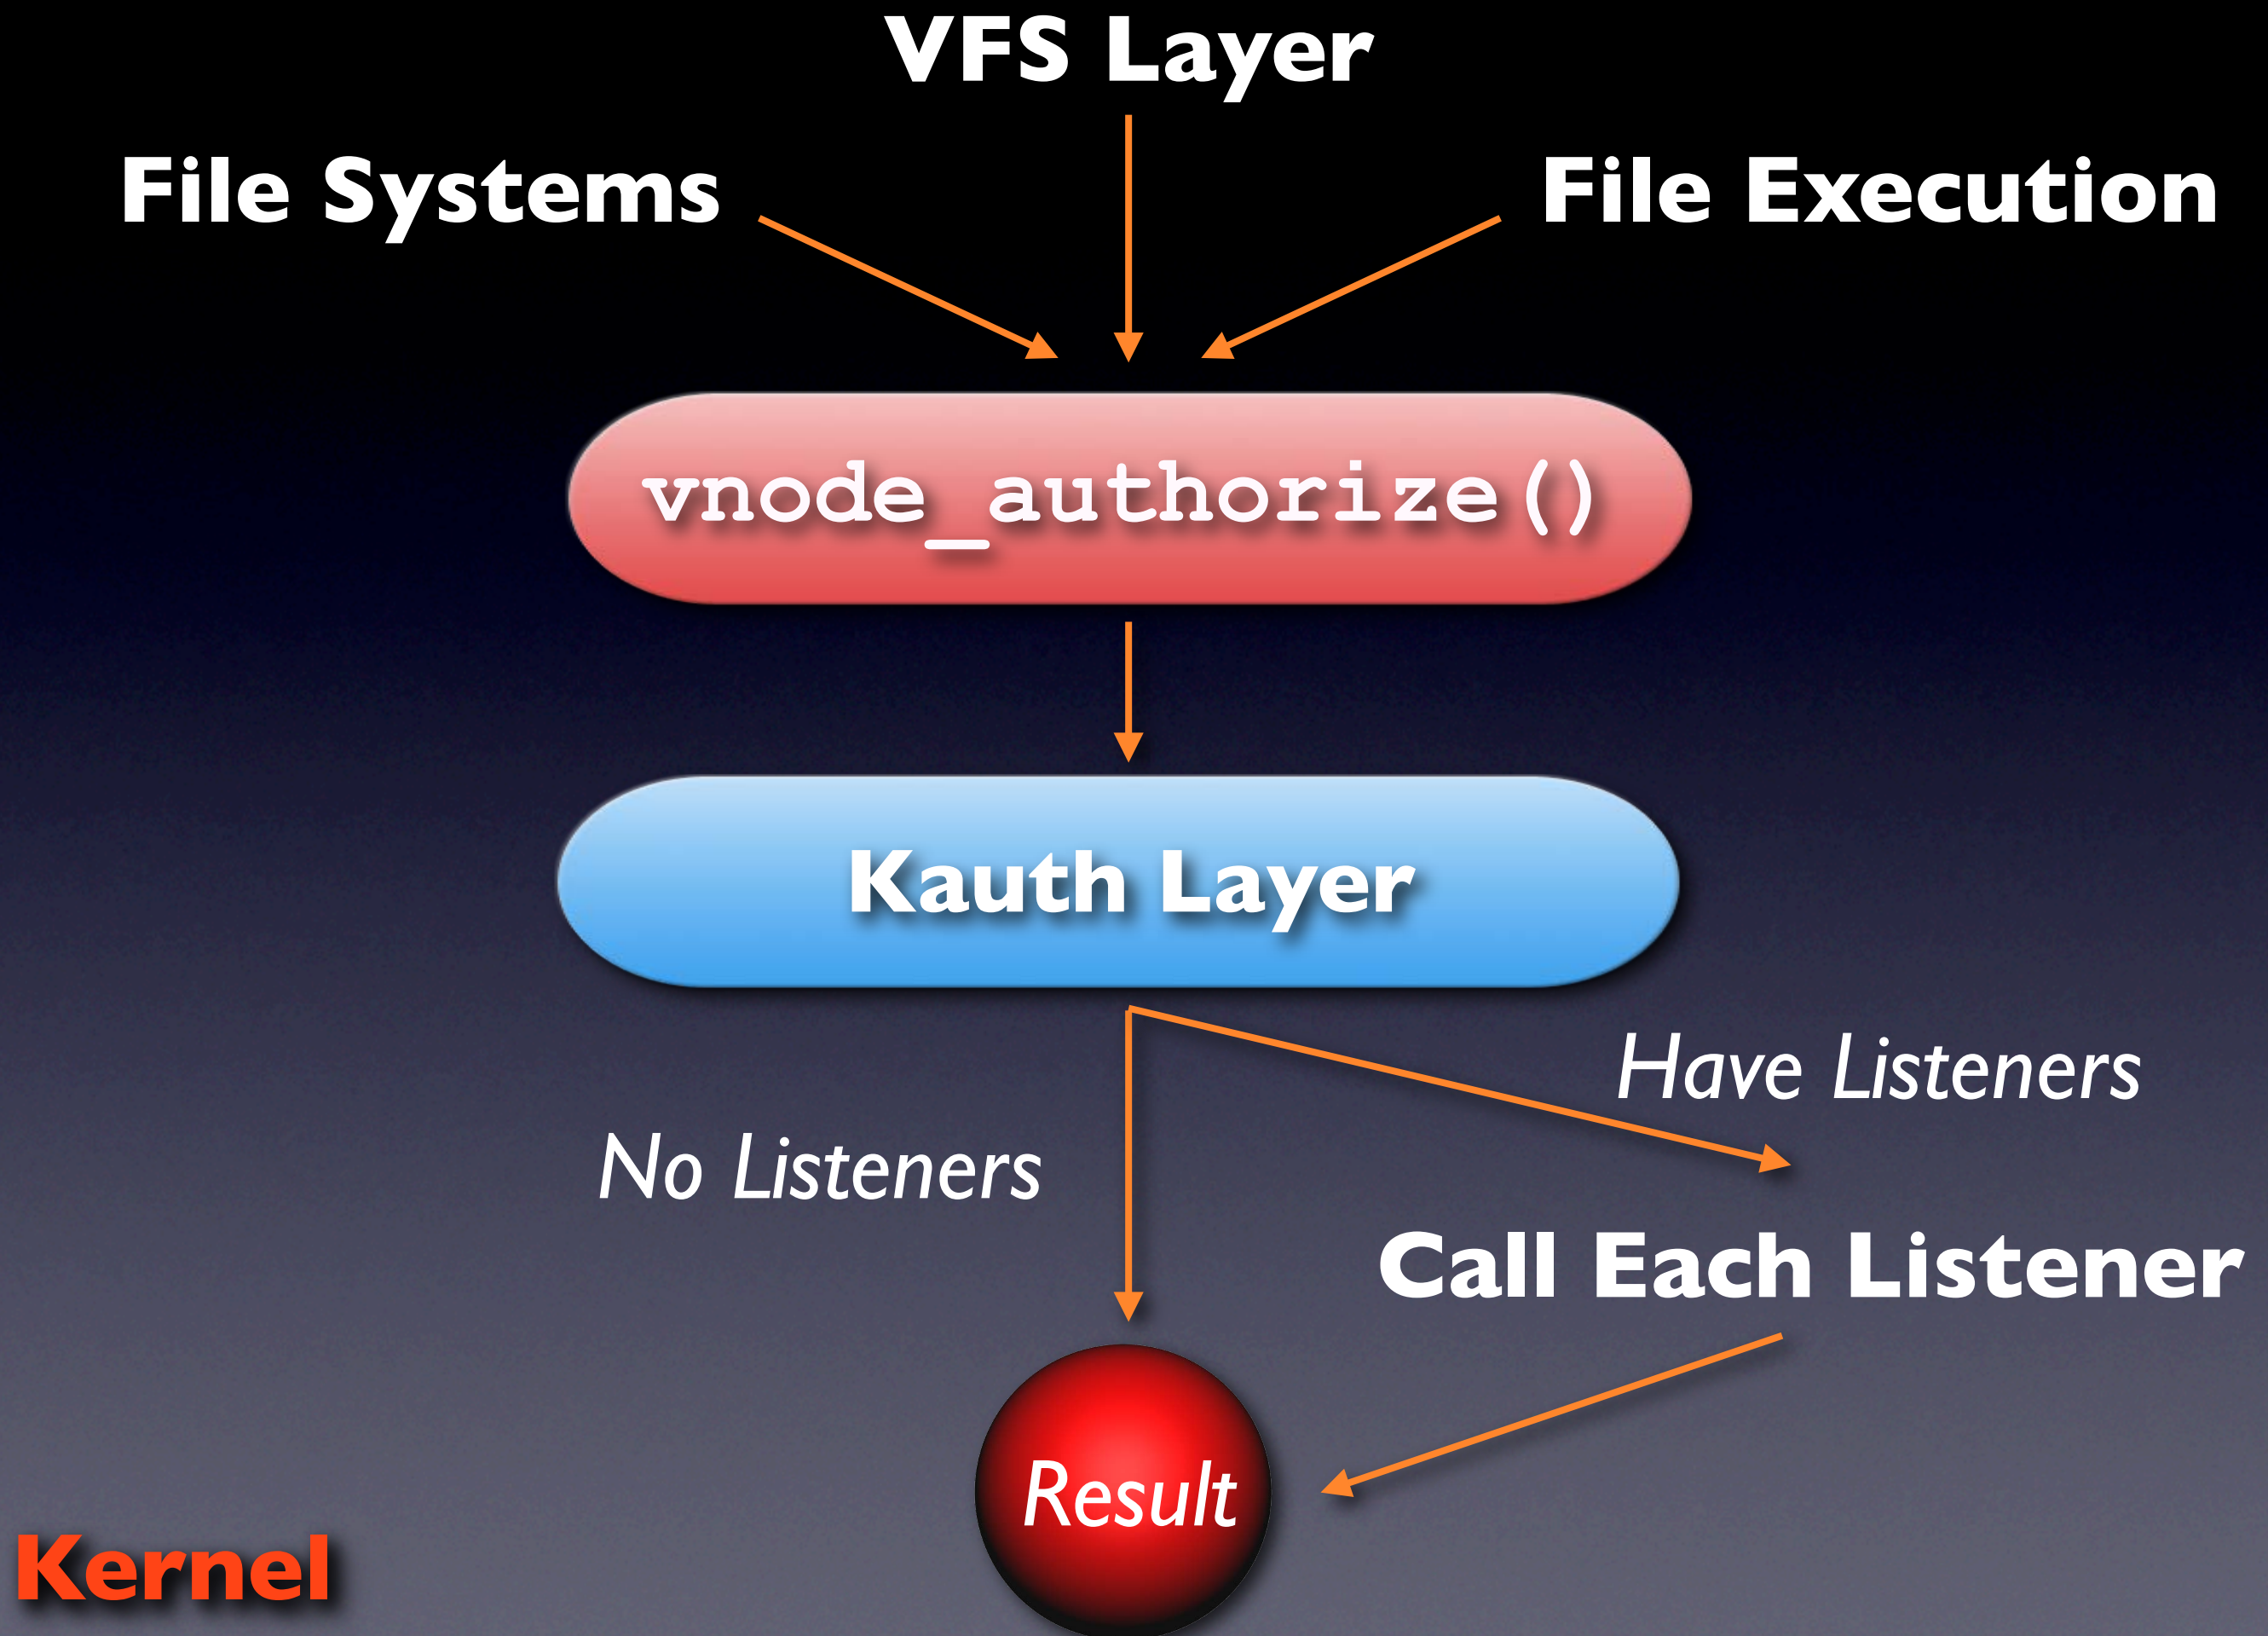 VFS Layer
File Systems
File Execution
vnode_authorize()
Kauth Layer
Have Listeners
No Listeners
Call Each Listener
Result
Kernel